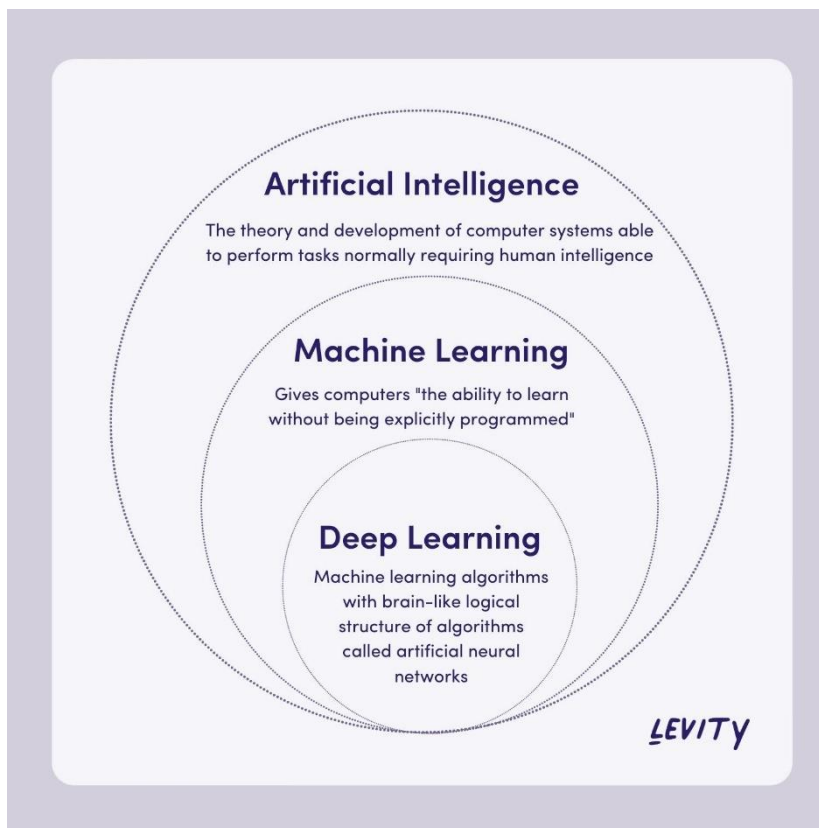 Artificial Intelligence
The theory and development of computer systems able
to perform tasks normally requiring human intelligence
Machine Learning
Gives computers "the ability to learn
without being explicitly programmed"
Deep Learning
Machine learning algorithms
with brain-like logical
structure of algorithms
called artificial neural
networks
LEVITY